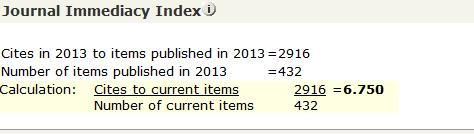 Journal Immediacy Index i
Cites in 2013 to items published in 2013 =2916
Number of items published in 2013 =432
Calculation: Cites to current items 2916 =6.750
Number of current items 432